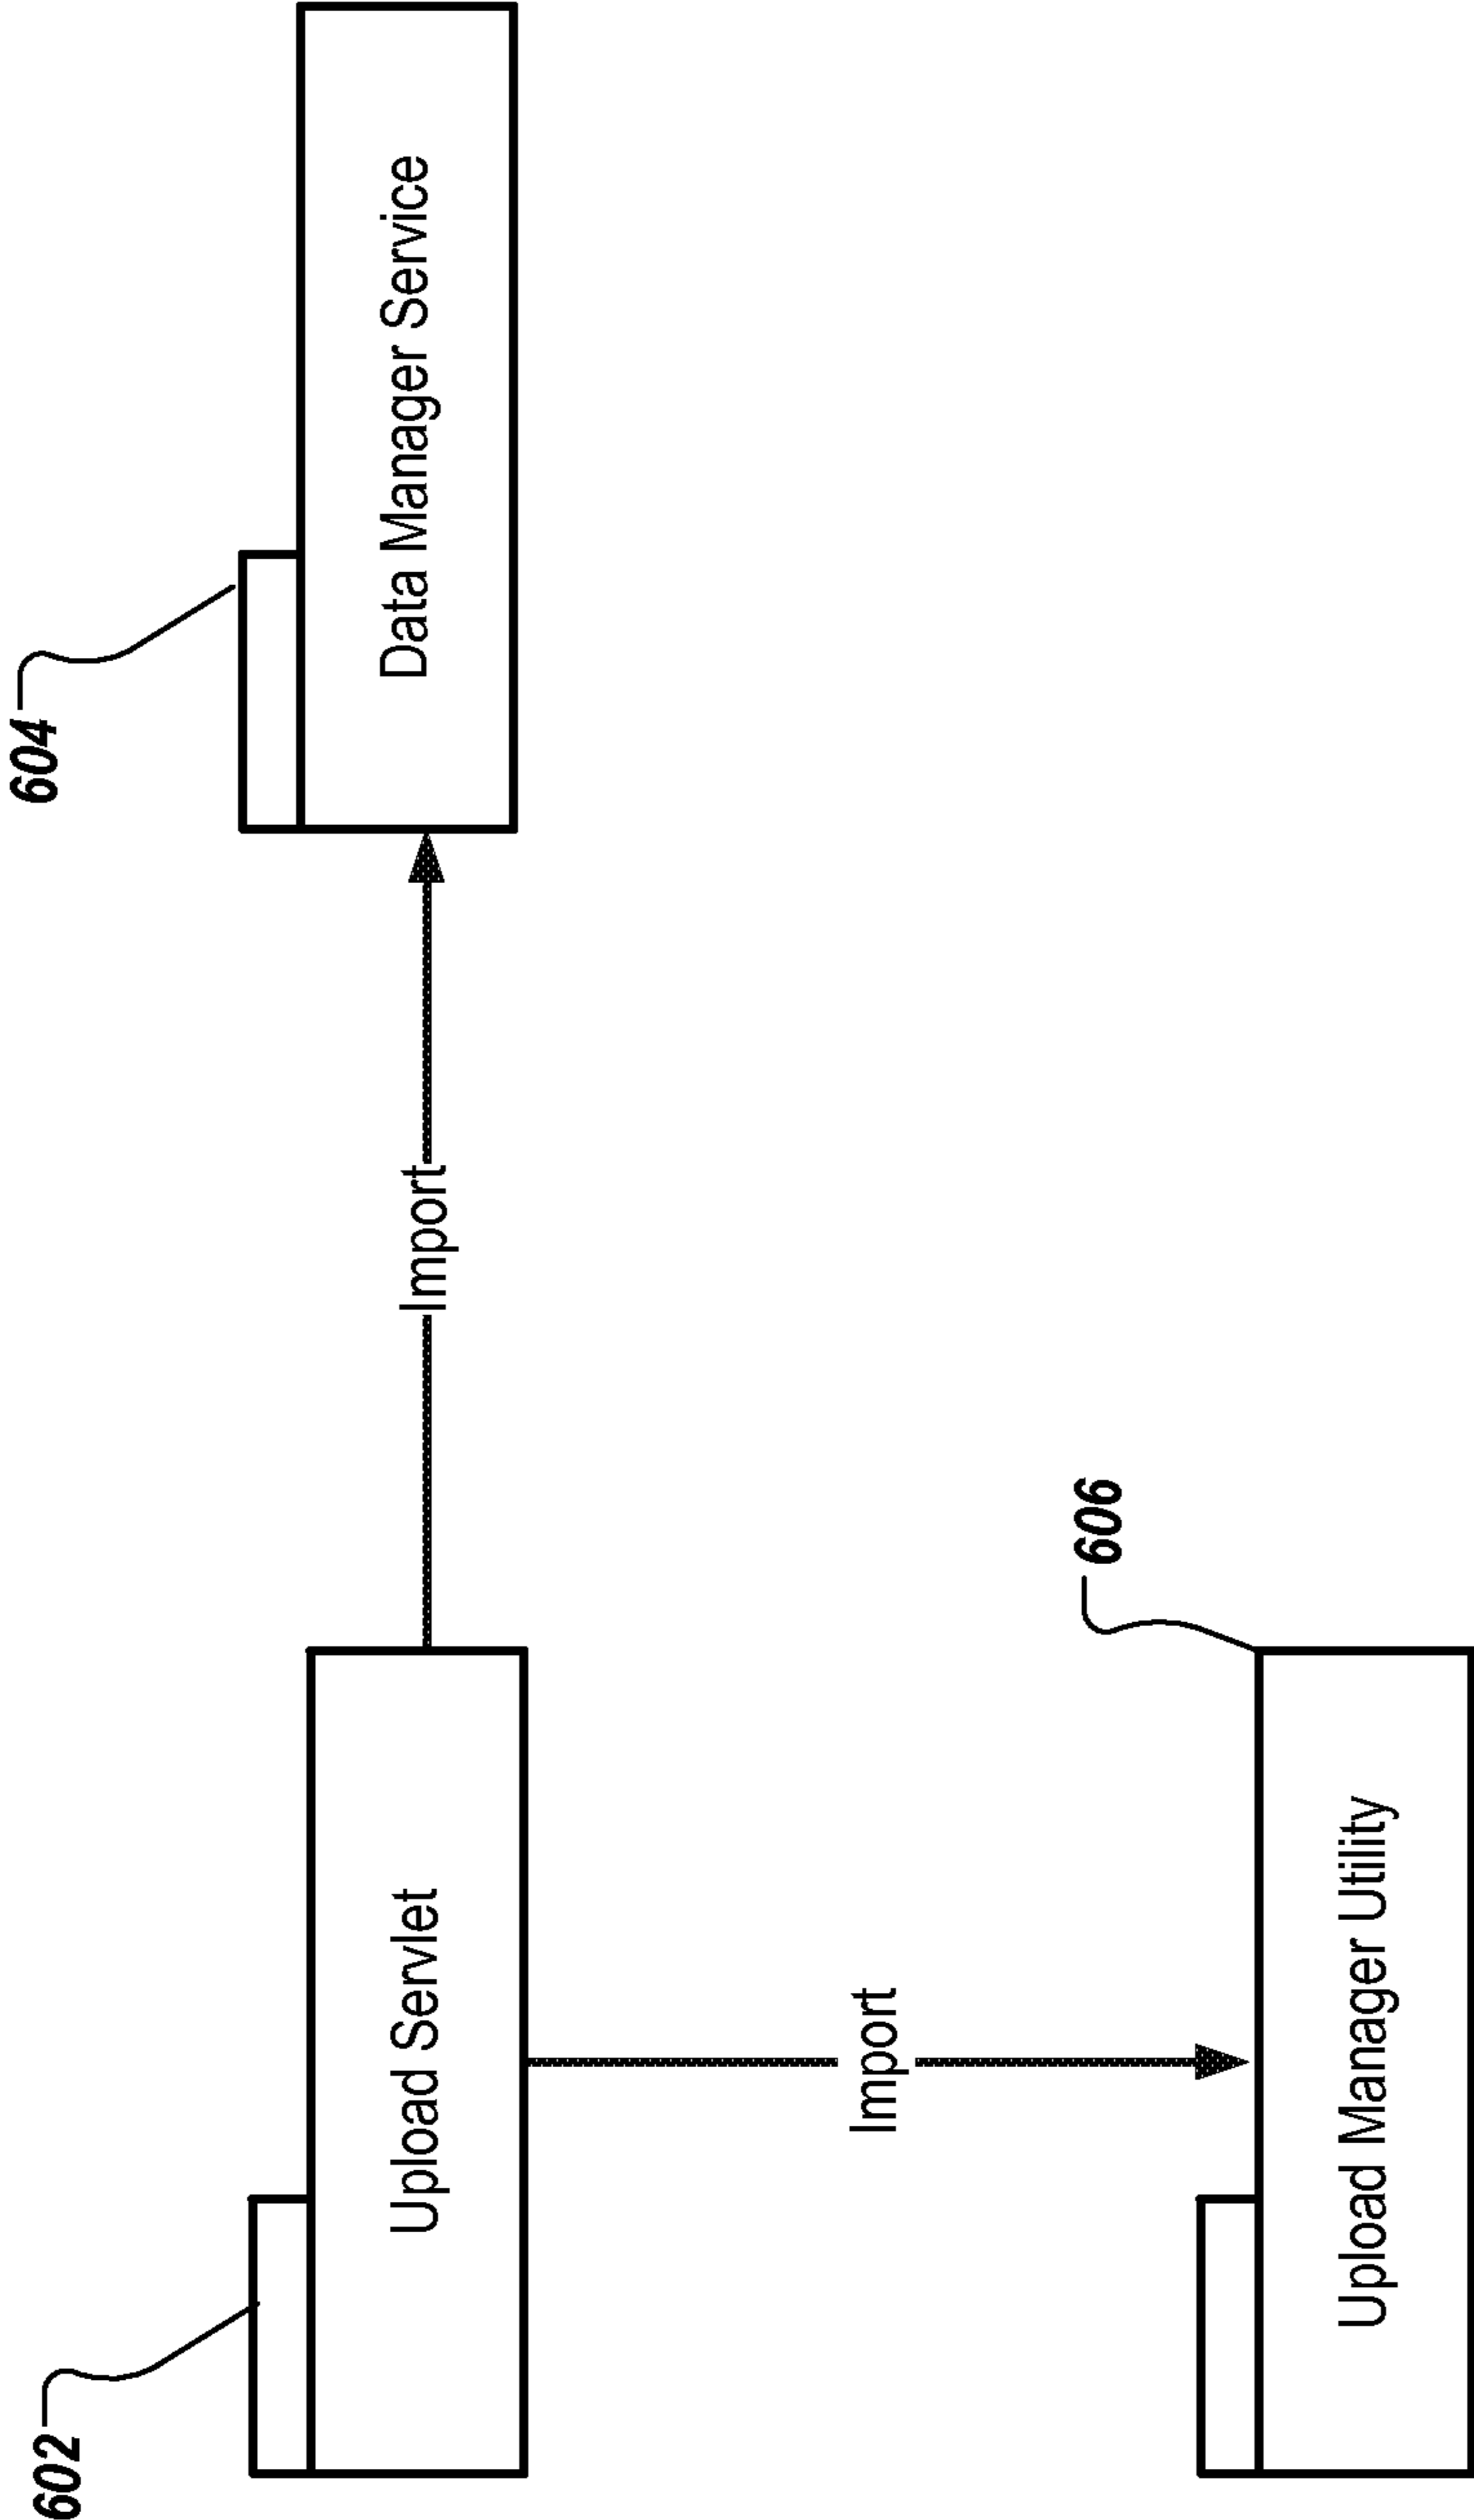 602
604
Upload Servlet
Import
Data Manager Service
Import
606
Upload Manager Utility